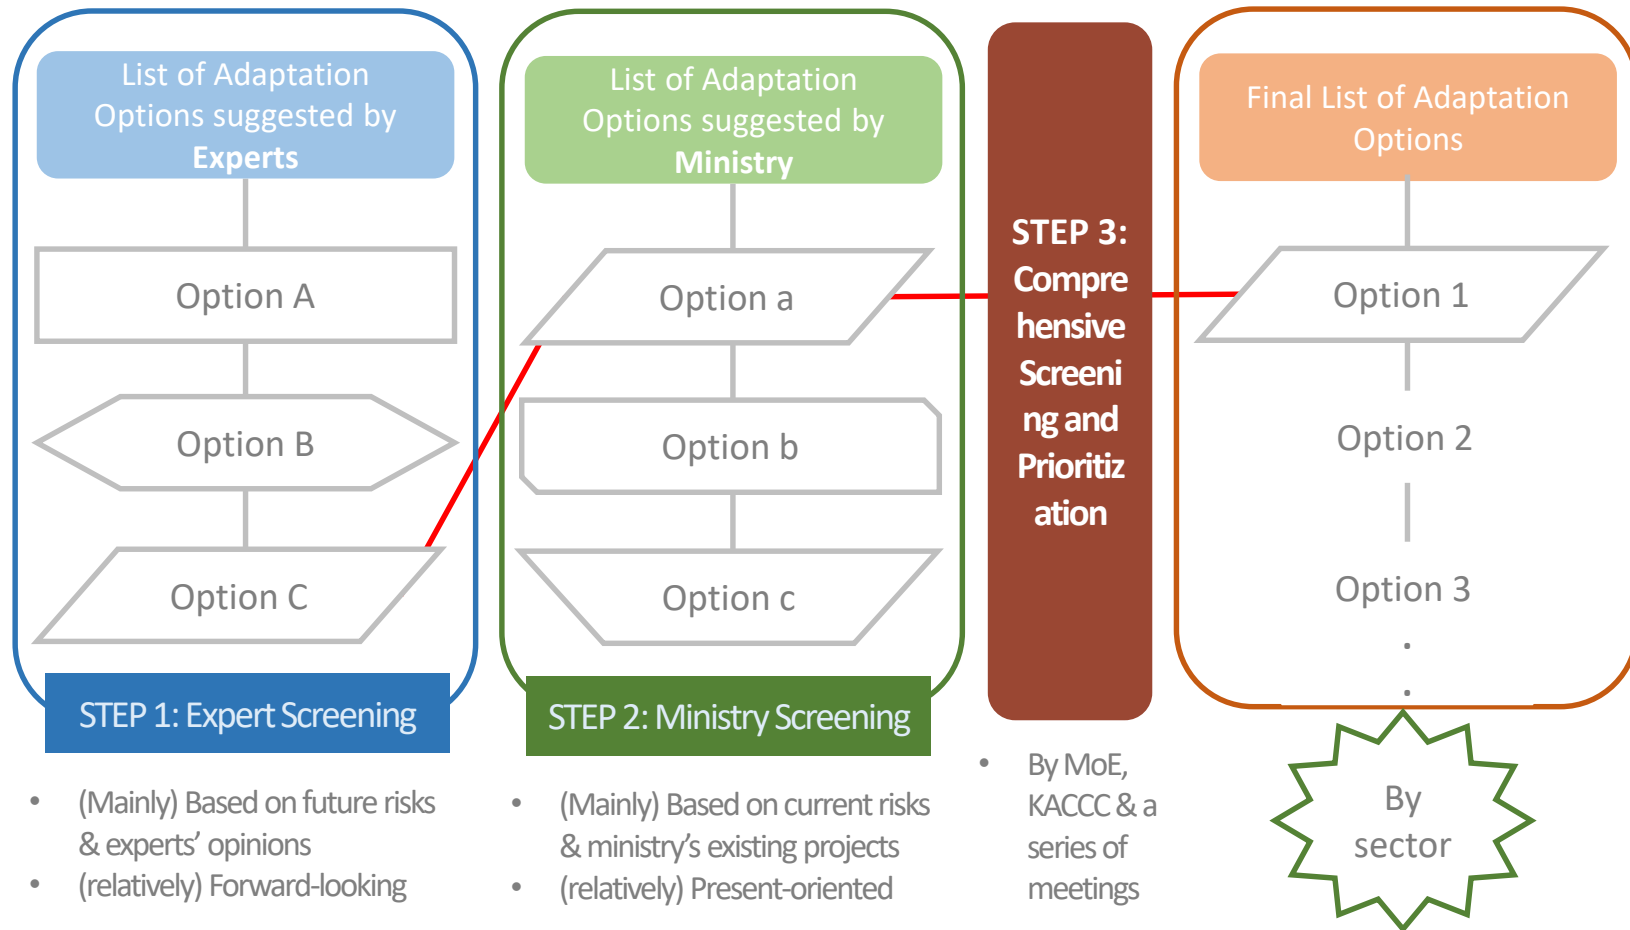 List of Adaptation
Options suggested by
Experts
Option A
Option B
Option C
STEP 1: Expert Screening
• (Mainly) Based on future risks
& experts’ opinions
• (relatively) Forward-looking
List of Adaptation
Options suggested by
Ministry
Option a
Option b
Option c
STEP 2: Ministry Screening
• (Mainly) Based on current risks
& ministry’s existing projects
• (relatively) Present-oriented
STEP 3:
Compre
hensive
Screeni
ng and
Prioritiz
ation
• By MoE,
KACCC & a
series of
meetings
Final List of Adaptation
Options
Option 1
Option 2
Option 3
.
.
By
sector